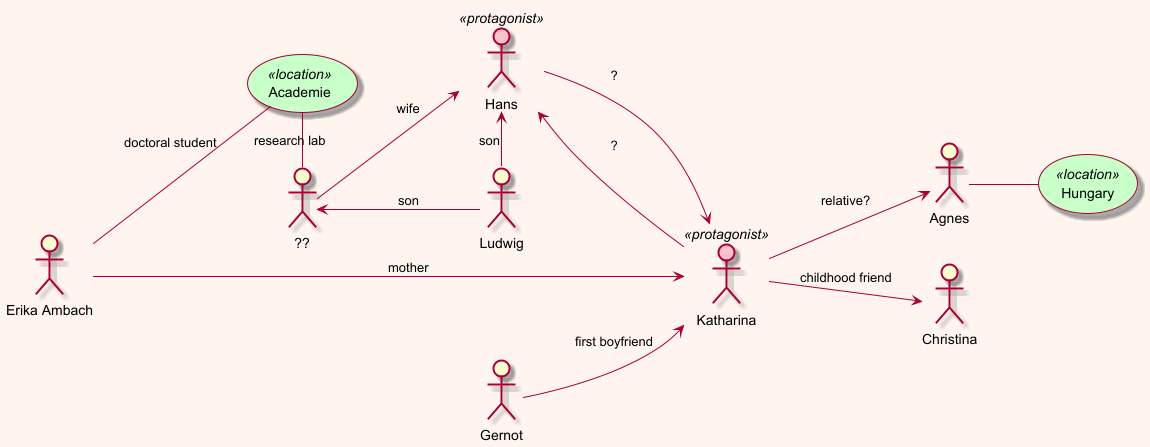 «protagonist»
Hans
«location»
Academie
?
wife
doctoral student
research lab
son
?
son
??
Ludwig
«protagonist»
Katharina
relative?
Agnes
«location»
Hungary
Erika Ambach
mother
childhood friend
Christina
first boyfriend
Gernot